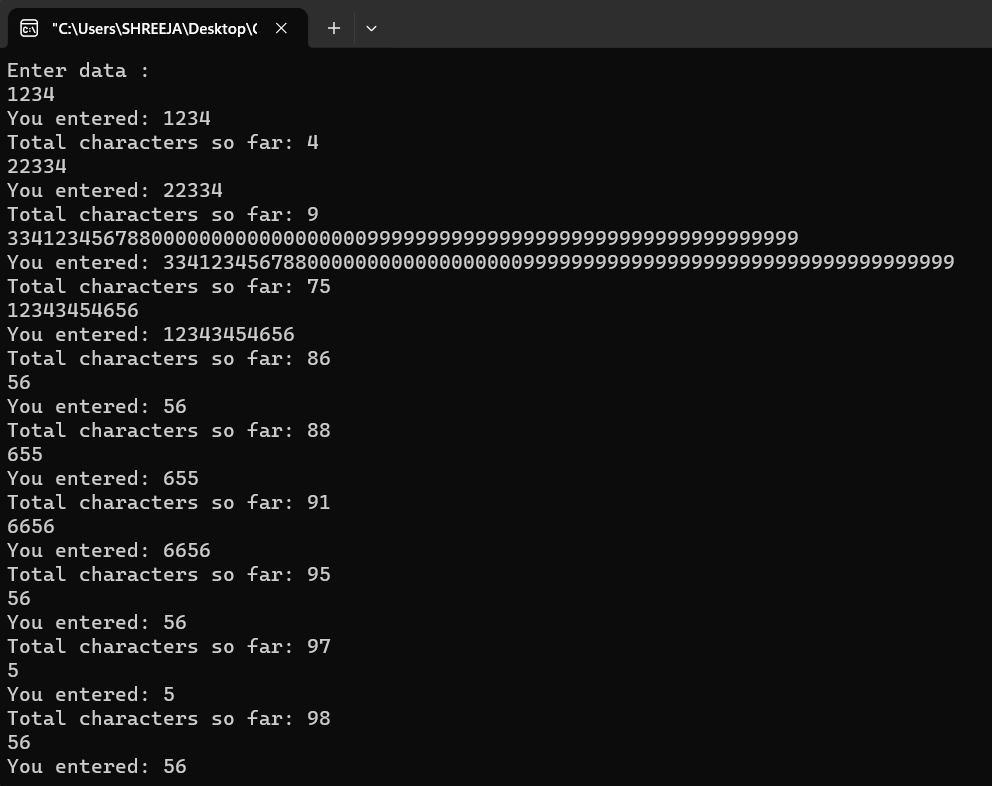 "C:\Users\SHREEJA\Desktop\
Enter data :
1234
You entered: 1234
Total characters so far: 4
22334
You entered: 22334
Total characters so far: 9
334123456788000000000000000000999999999999999999999999999999999999
You entered: 334123456788000000000000000000999999999999999999999999999999999999
Total characters so far: 75
12343454656
You entered: 12343454656
Total characters so far: 86
56
You entered: 56
Total characters so far: 88
655
You entered: 655
Total characters so far: 91
6656
You entered: 6656
Total characters so far: 95
56
You entered: 56
Total characters so far: 97
5
You entered: 5
Total characters so far: 98
56
You entered: 56